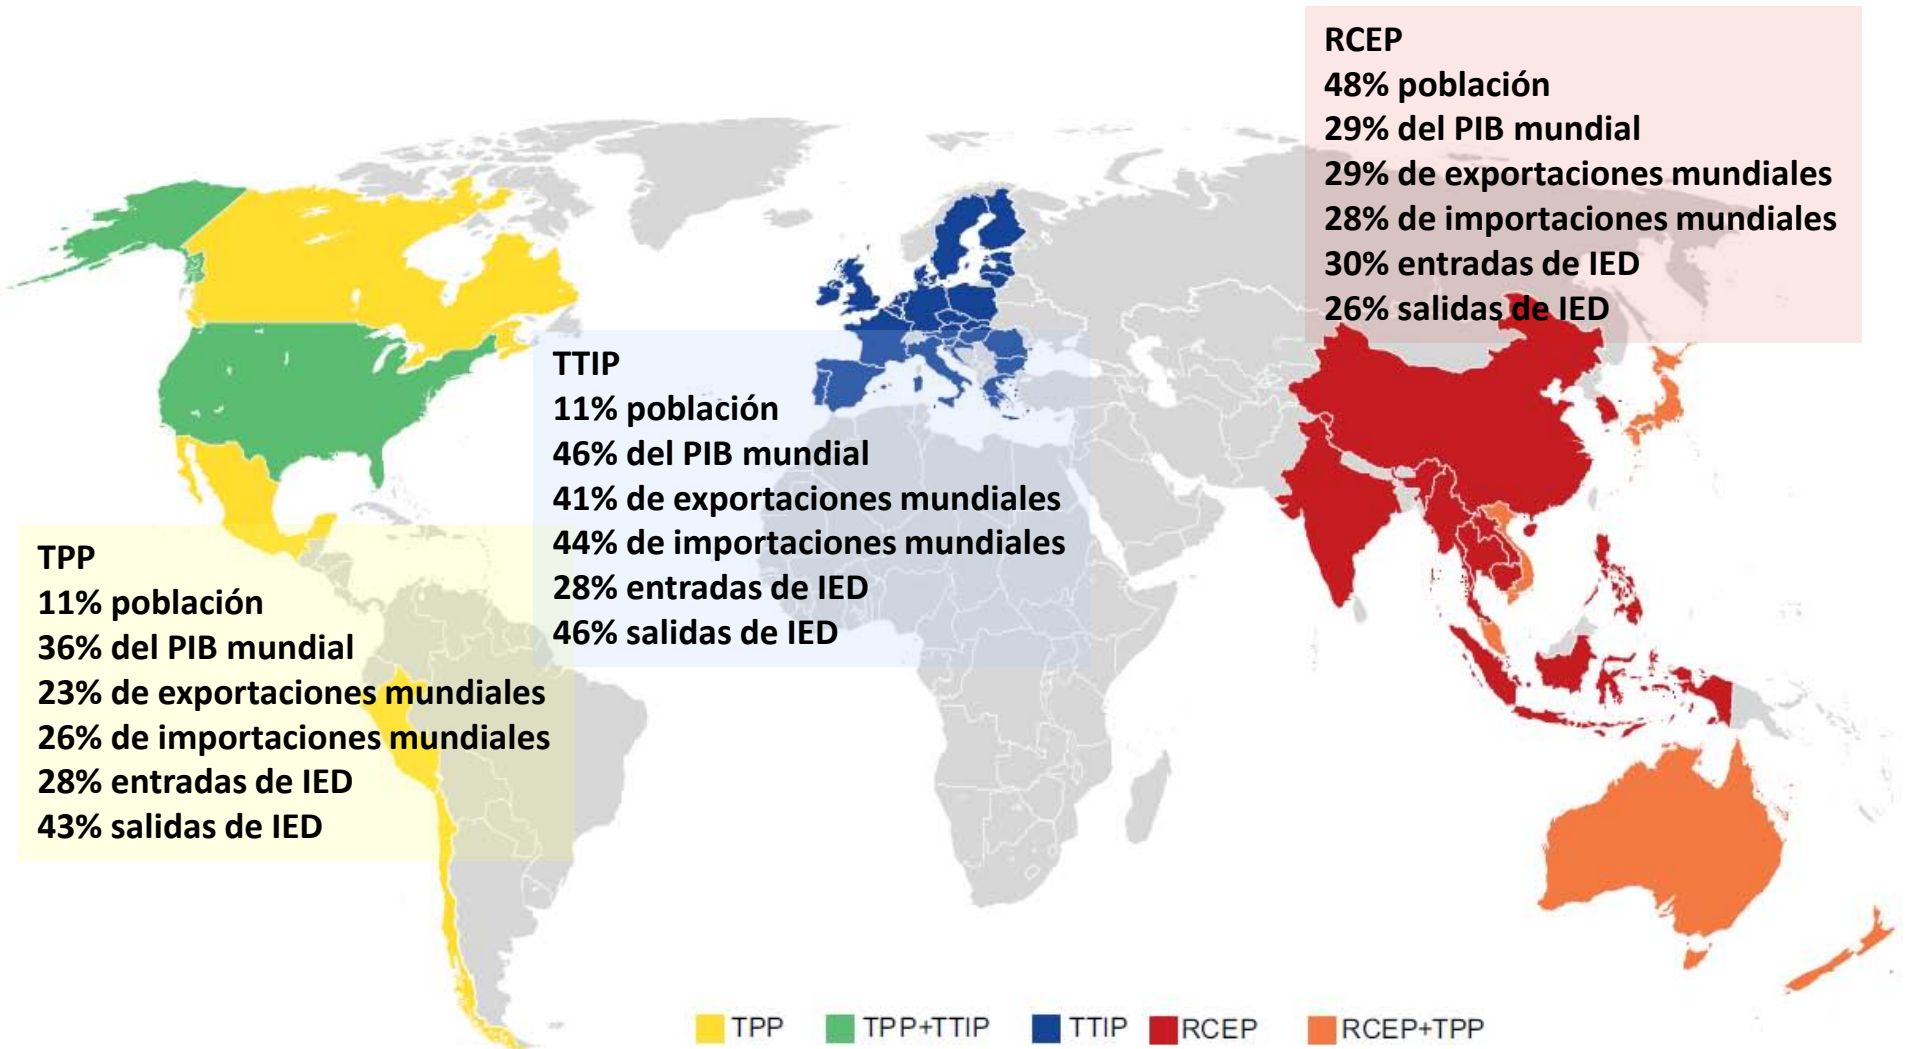 RCEP
48% población
29% del PIB mundial
29% de exportaciones mundiales
28% de importaciones mundiales
30% entradas de IED
26% salidas de IED
TTIP
11% población
46% del PIB mundial
41% de exportaciones mundiales
44% de importaciones mundiales
28% entradas de IED
46% salidas de IED
TPP
11% población
36% del PIB mundial
23% de exportaciones mundiales
26% de importaciones mundiales
28% entradas de IED
43% salidas de IED
TPP
TPP+TTIP
TTIP
RCEP
RCEP+TPP